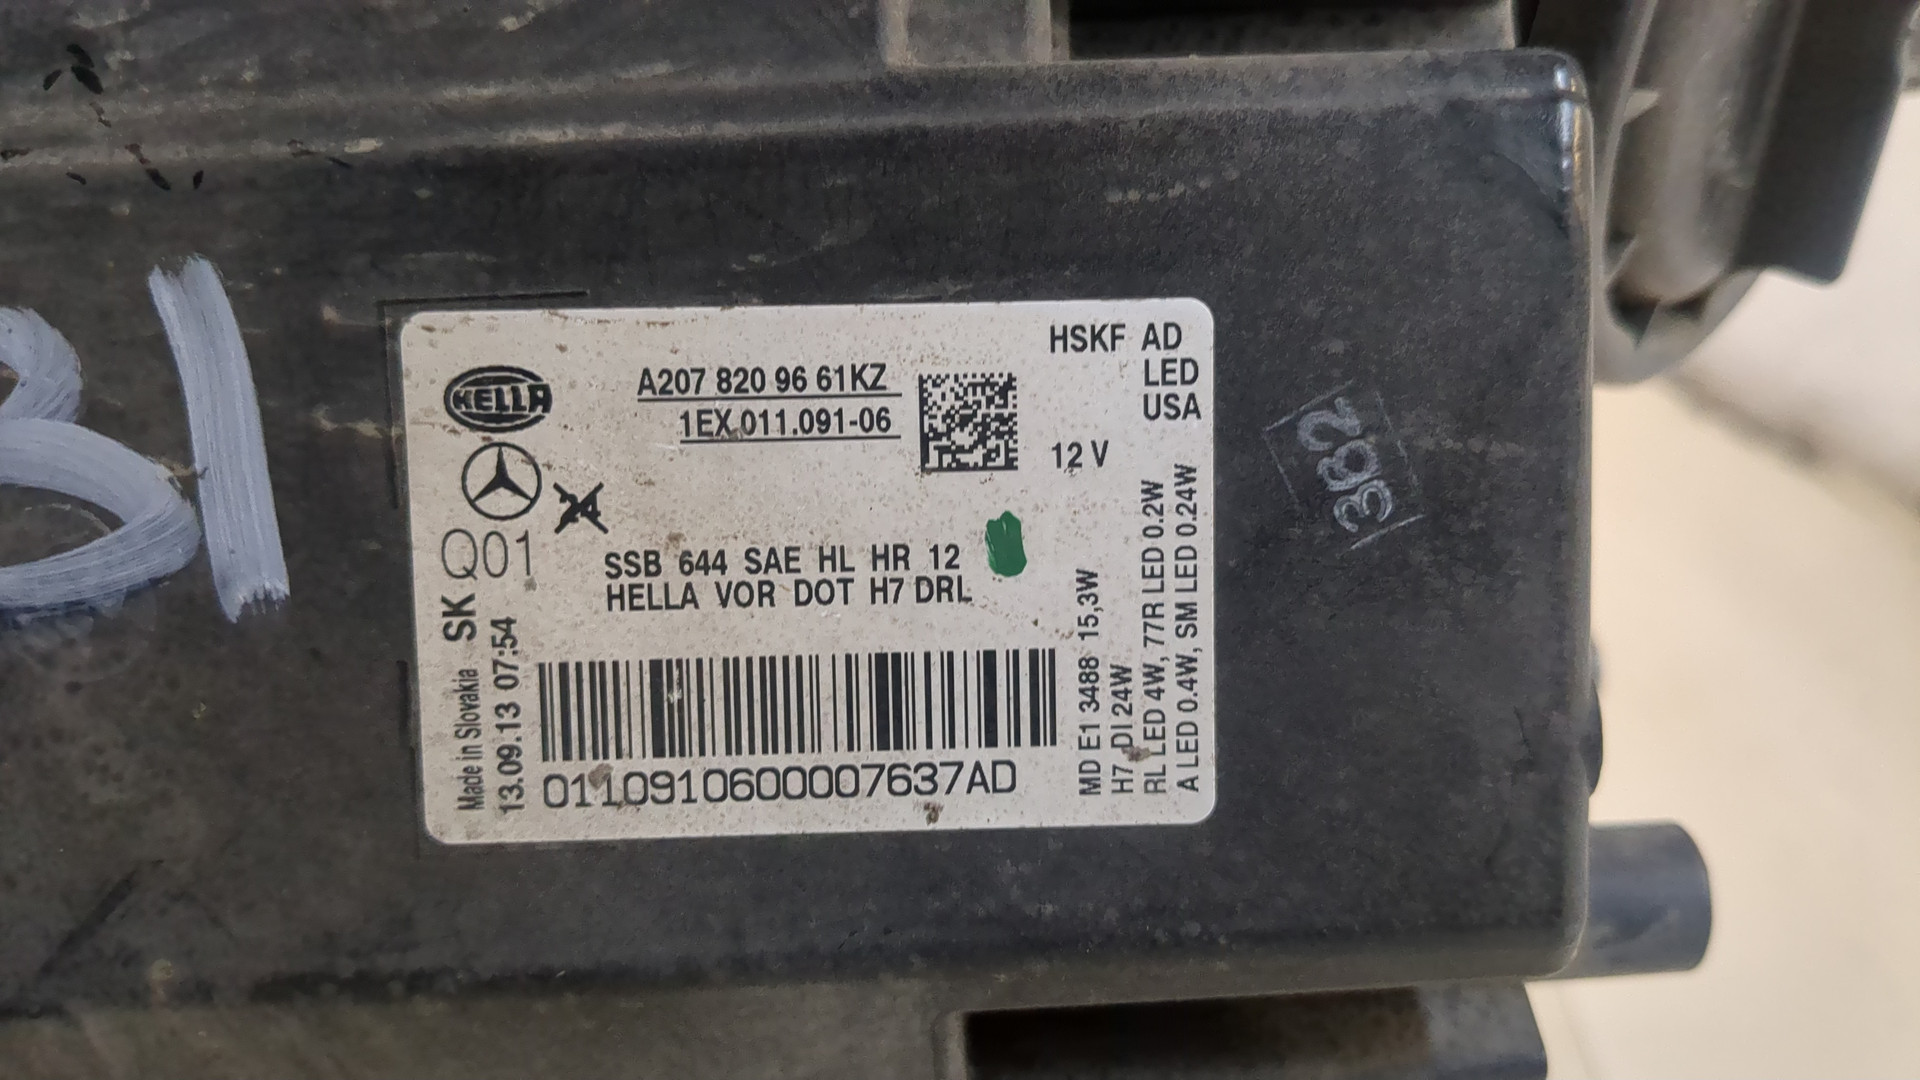 HELLA
A207 820 96 61KZ
1EX 011.091-06
HSKF AD
LED
USA
12 V
Q01
SSB 644 SAE HL HR 12
HELLA VOR DOT H7 DRL
Made in Slovakia SK
13.09.13 07:54
0110910600007637AD
MD E1 3488 15,3W
H7 DI 24W
RL LED 4W, 77R LED 0.2W
A LED 0.4W, SM LED 0.24W
382